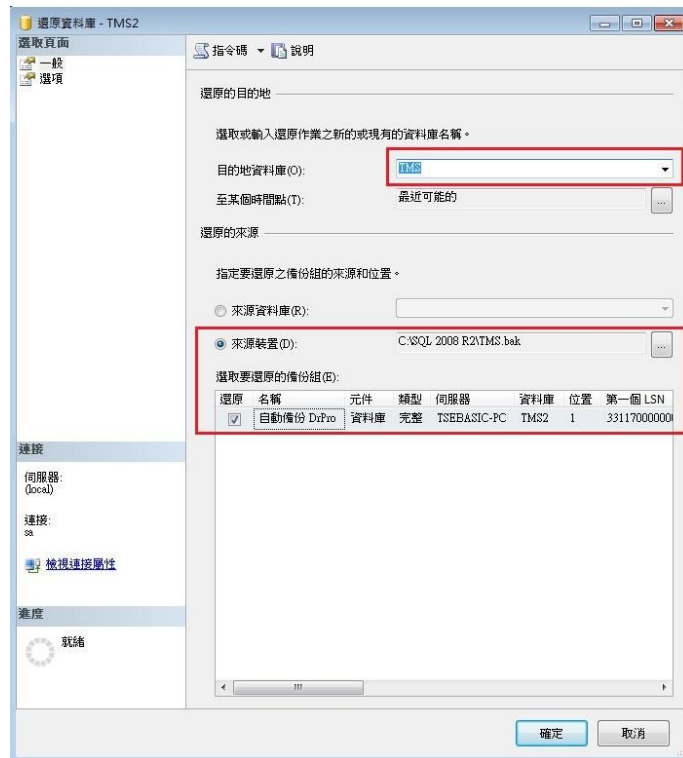 還原資料庫 - TMS2
選取頁面
一般
選項
指令碼
說明
還原的目的地
選取或輸入還原作業之新的或現有的資料庫名稱。
目的地資料庫(O):
TMS
至某個時間點(T):
最近可能的
...
還原的來源
指定要還原之備份組的來源和位置。
來源資料庫(R):
來源裝置(D):
C:\SQL 2008 R2\TMS.bak
...
選取要還原的備份組(E):
還原 名稱 元件 類型 伺服器 資料庫 位置 第一個 LSN
自動備份 DrPro 資料庫 完整 TSEBASIC-PC TMS2 1 33117000000
連接
伺服器:
(local)
連接:
sa
檢視連接屬性
進度
就緒
確定
取消